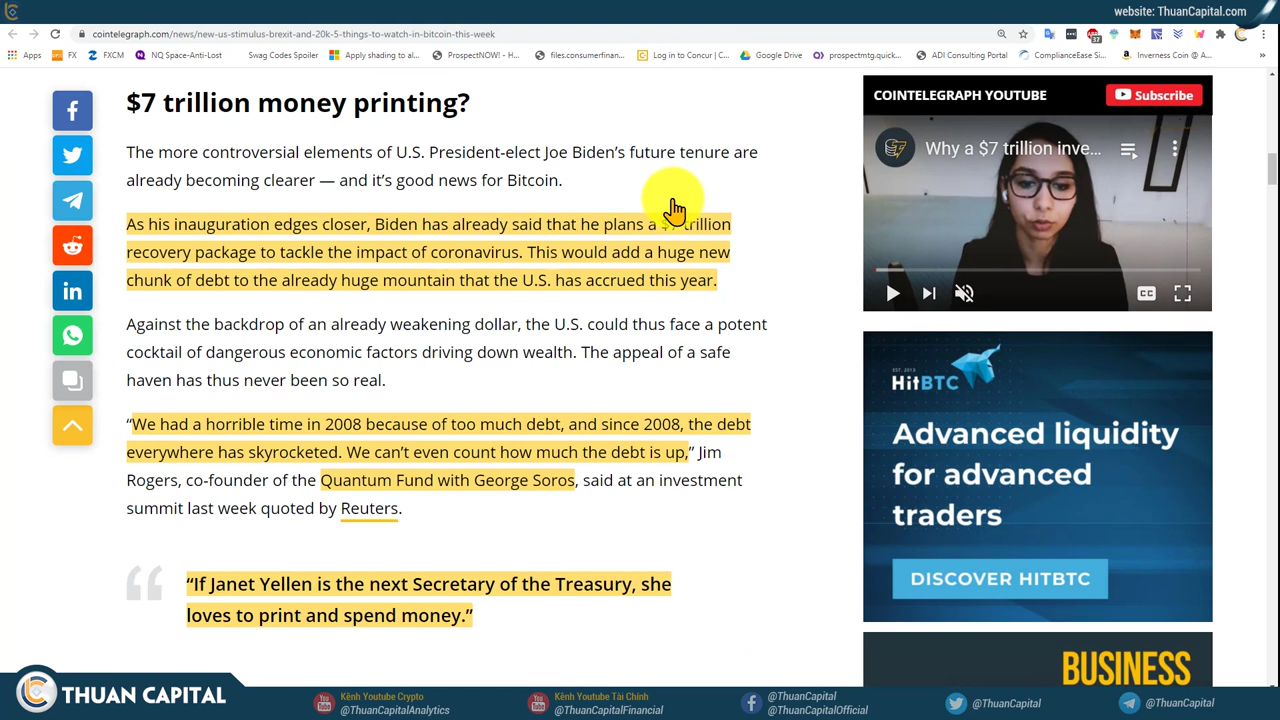 website: ThuanCapital.com
cointelegraph.com/news/new-us-stimulus-brexit-and-20k-5-things-to-watch-in-bitcoin-this-week
37
Apps
FX
FXCM
NQ Space-Anti-Lost
Swag Codes Spoiler
Apply shading to al...
ProspectNOW! - H...
files.consumerfinan...
Log in to Concur | C...
Google Drive
prospectmtg.quick...
ADI Consulting Portal
ComplianceEase Si...
Inverness Coin @ A...
»
$7 trillion money printing?
The more controversial elements of U.S. President-elect Joe Biden's future tenure are
already becoming clearer — and it's good news for Bitcoin.
As his inauguration edges closer, Biden has already said that he plans a $7 trillion
recovery package to tackle the impact of coronavirus. This would add a huge new
chunk of debt to the already huge mountain that the U.S. has accrued this year.
Against the backdrop of an already weakening dollar, the U.S. could thus face a potent
cocktail of dangerous economic factors driving down wealth. The appeal of a safe
haven has thus never been so real.
“We had a horrible time in 2008 because of too much debt, and since 2008, the debt
everywhere has skyrocketed. We can't even count how much the debt is up,” Jim
Rogers, co-founder of the Quantum Fund with George Soros, said at an investment
summit last week quoted by Reuters.
“If Janet Yellen is the next Secretary of the Treasury, she
loves to print and spend money.”
COINTELEGRAPH YOUTUBE
Subscribe
Why a $7 trillion inve...
CC
EST. 2013
HitBTC
Advanced liquidity
for advanced
traders
DISCOVER HITBTC
BUSINESS
THUAN CAPITAL
Kênh Youtube Crypto
@ThuanCapitalAnalytics
Kênh Youtube Tài Chính
@ThuanCapitalFinancial
@ThuanCapital
@ThuanCapitalOfficial
@ThuanCapital
@ThuanCapital